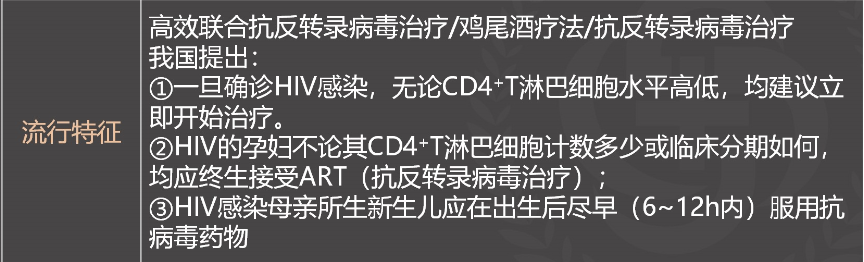 流行特征
高效联合抗反转录病毒治疗/鸡尾酒疗法/抗反转录病毒治疗
我国提出：
①一旦确诊HIV感染，无论CD4⁺T淋巴细胞水平高低，均建议立
即开始治疗。
②HIV的孕妇不论其CD4⁺T淋巴细胞计数多少或临床分期如何，
均应终生接受ART（抗反转录病毒治疗）；
③HIV感染母亲所生新生儿应在出生后尽早（6~12h内）服用抗
病毒药物